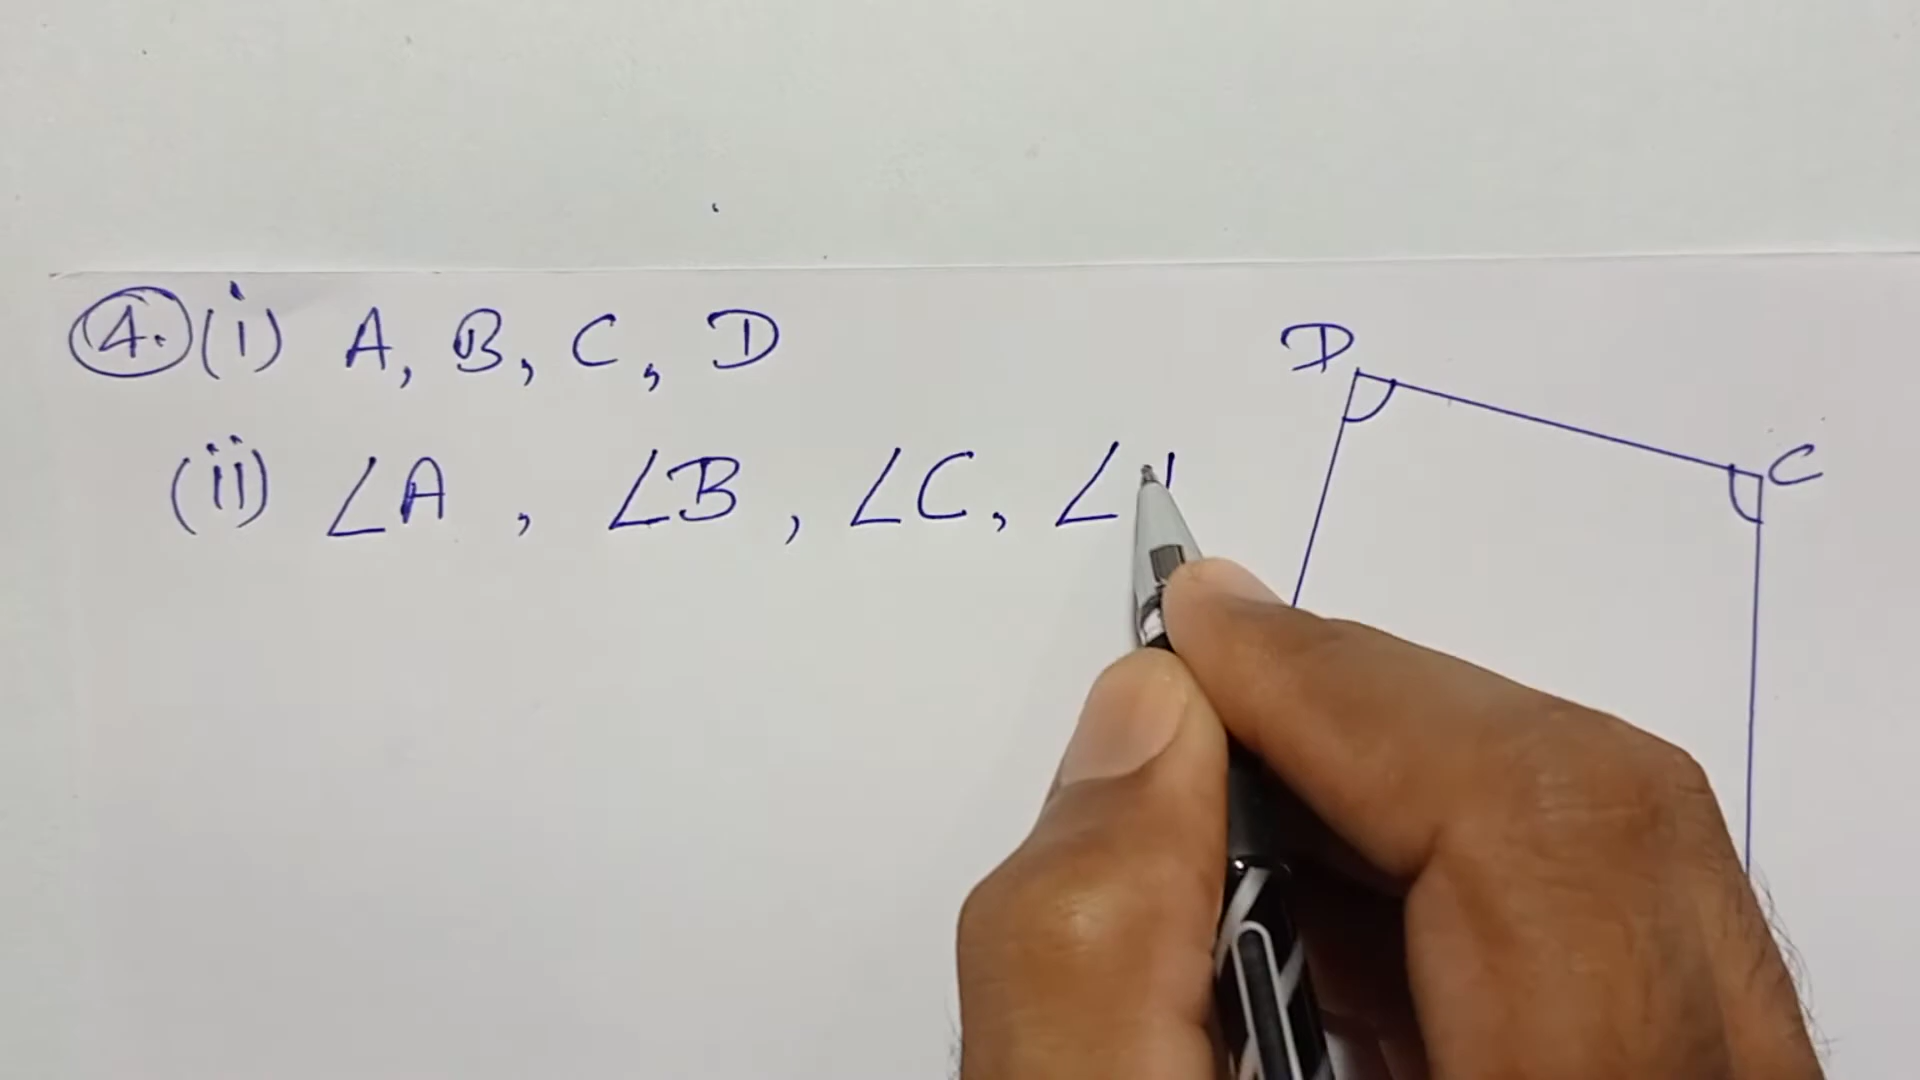 4. (i) A, B, C, D
(ii) ∠A, ∠B, ∠C, ∠
D
C